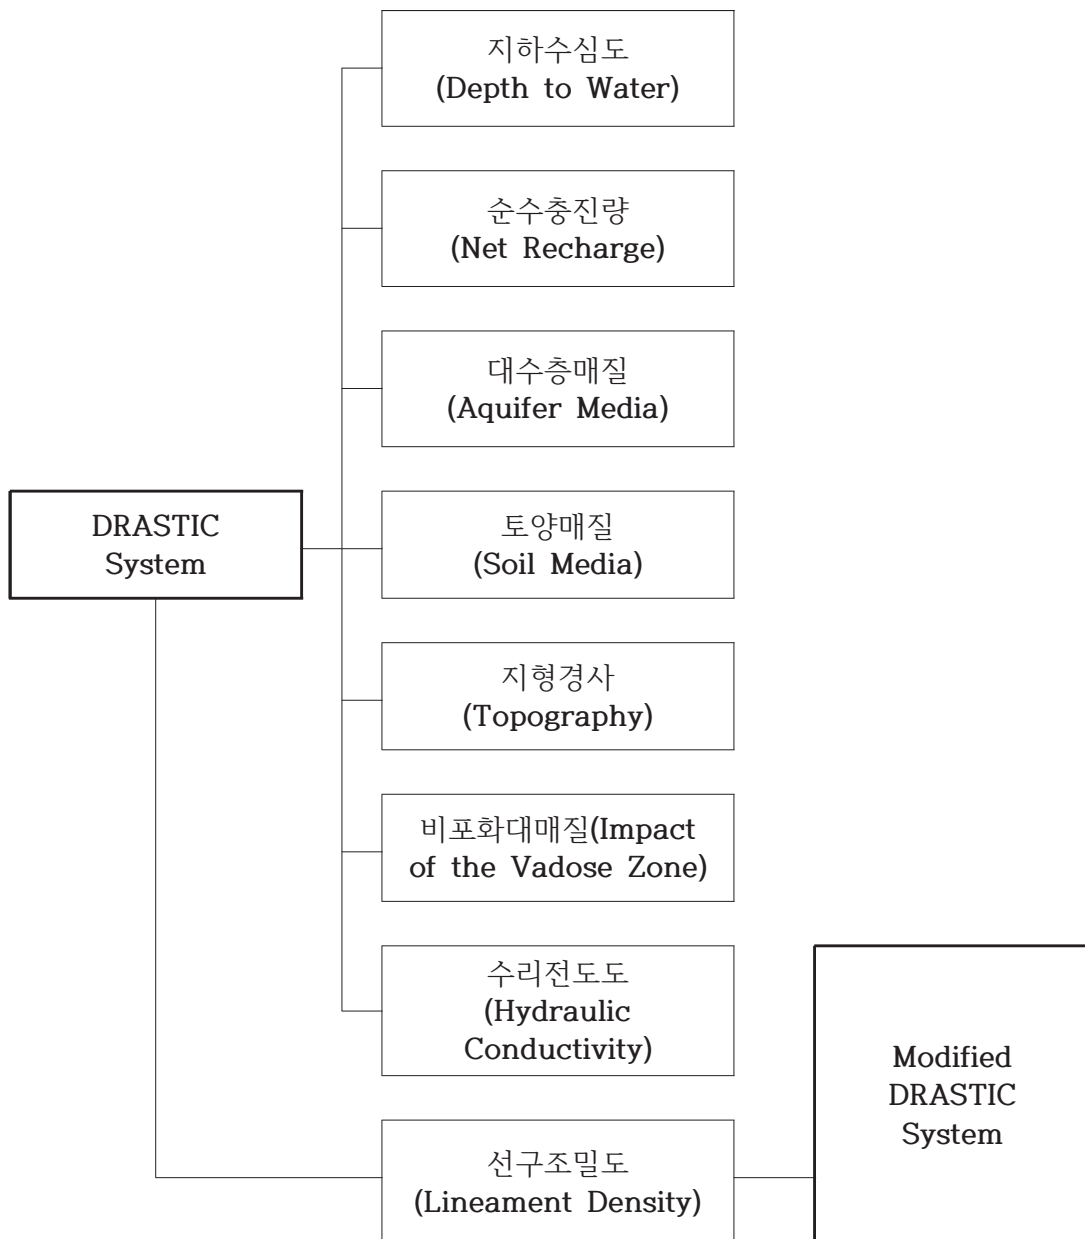 지하수심도
(Depth to Water)
순수충진량
(Net Recharge)
대수층매질
(Aquifer Media)
DRASTIC
System
토양매질
(Soil Media)
지형경사
(Topography)
비포화대매질(Impact
of the Vadose Zone)
수리전도도
(Hydraulic
Conductivity)
선구조밀도
(Lineament Density)
Modified
DRASTIC
System